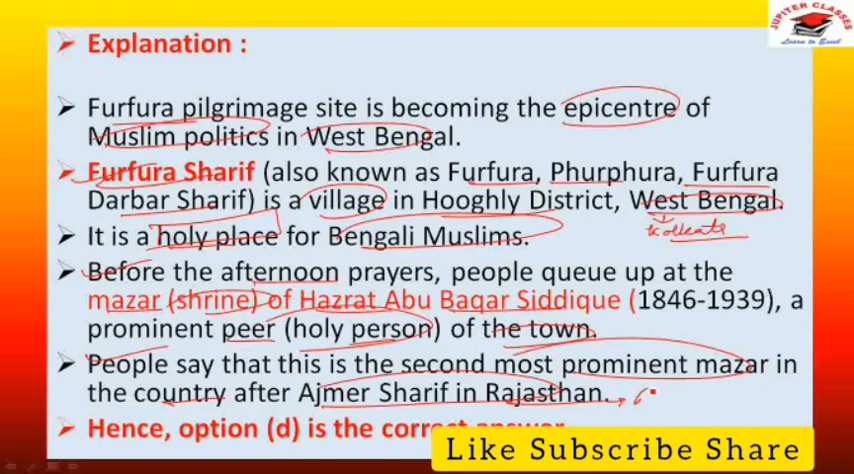 JUPITER CLASSES
Learn to Excel
➤ Explanation :
➤ Furfura pilgrimage site is becoming the epicentre of
Muslim politics in West Bengal.
➤ Furfura Sharif (also known as Furfura, Phurphura, Furfura
Darbar Sharif) is a village in Hooghly District, West Bengal.
Kolkata
➤ It is a holy place for Bengali Muslims.
➤ Before the afternoon prayers, people queue up at the
mazar (shrine) of Hazrat Abu Baqar Siddique (1846-1939), a
prominent peer (holy person) of the town.
➤ People say that this is the second most prominent mazar in
the country after Ajmer Sharif in Rajasthan.
➤ Hence, option (d) is the correct answer
Like Subscribe Share